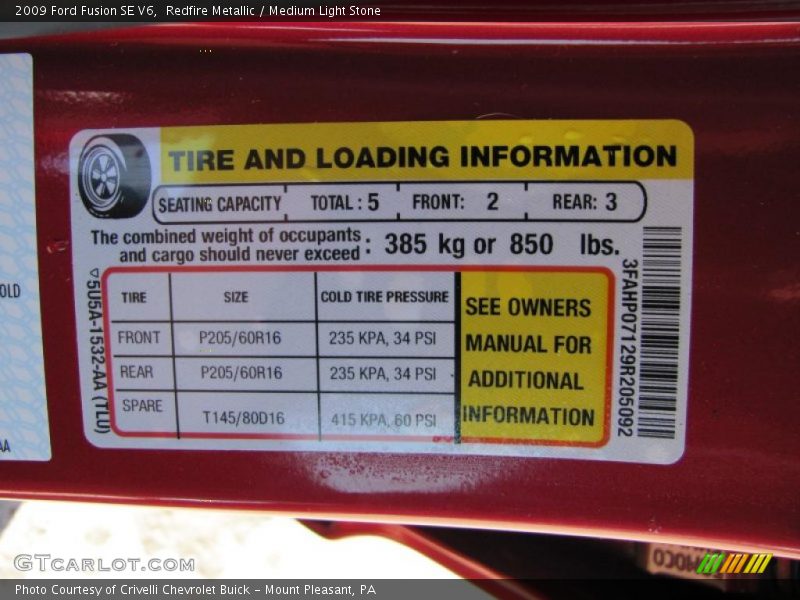 2009 Ford Fusion SE V6,  Redfire Metallic / Medium Light Stone
TIRE AND LOADING INFORMATION
SEATING CAPACITY TOTAL : 5 FRONT: 2 REAR: 3
The combined weight of occupants
and cargo should never exceed : 385 kg or 850 lbs.
TIRE SIZE COLD TIRE PRESSURE
FRONT P205/60R16 235 KPA, 34 PSI
REAR P205/60R16 235 KPA, 34 PSI
SPARE T145/80D16 415 KPA, 60 PSI
SEE OWNERS
MANUAL FOR
ADDITIONAL
INFORMATION
5U5A-1532-AA (TLU)
3FAHP07129R205092
OLD
AA
GTCARLOT.COM
Photo Courtesy of Crivelli Chevrolet Buick - Mount Pleasant, PA